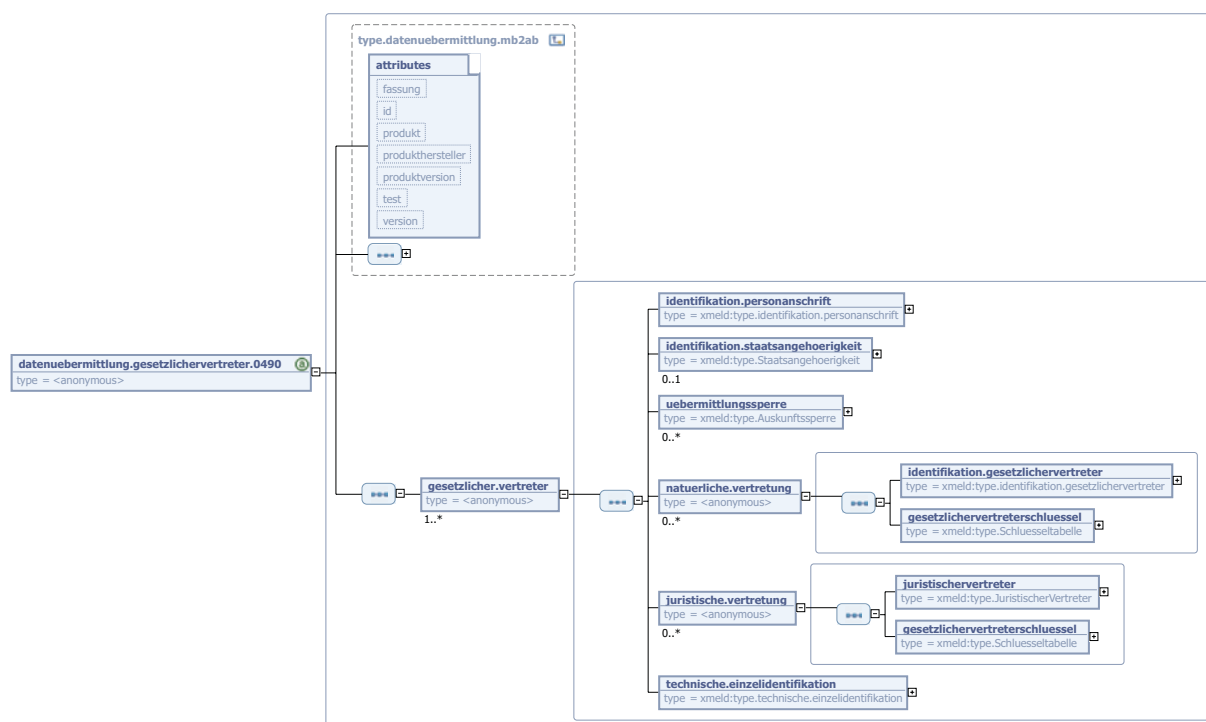 type.datenuebermittlung.mb2ab
attributes
fassung
id
produkt
produkthersteller
produktversion
test
version
datenuebermittlung.gesetzlichervertreter.0490
type = <anonymous>
gesetzlicher.vertreter
type = <anonymous>
1..*
identifikation.personanschrift
type = xmeld:type.identifikation.personanschrift
identifikation.staatsangehoerigkeit
type = xmeld:type.Staatsangehoerigkeit
0..1
uebermittlungssperre
type = xmeld:type.Auskunftssperre
0..*
natuerliche.vertretung
type = <anonymous>
0..*
identifikation.gesetzlichervertreter
type = xmeld:type.identifikation.gesetzlichervertreter
gesetzlichervertreterschluessel
type = xmeld:type.Schluesseltabelle
juristische.vertretung
type = <anonymous>
0..*
juristischervertreter
type = xmeld:type.JuristischerVertreter
gesetzlichervertreterschluessel
type = xmeld:type.Schluesseltabelle
technische.einzelidentifikation
type = xmeld:type.technische.einzelidentifikation